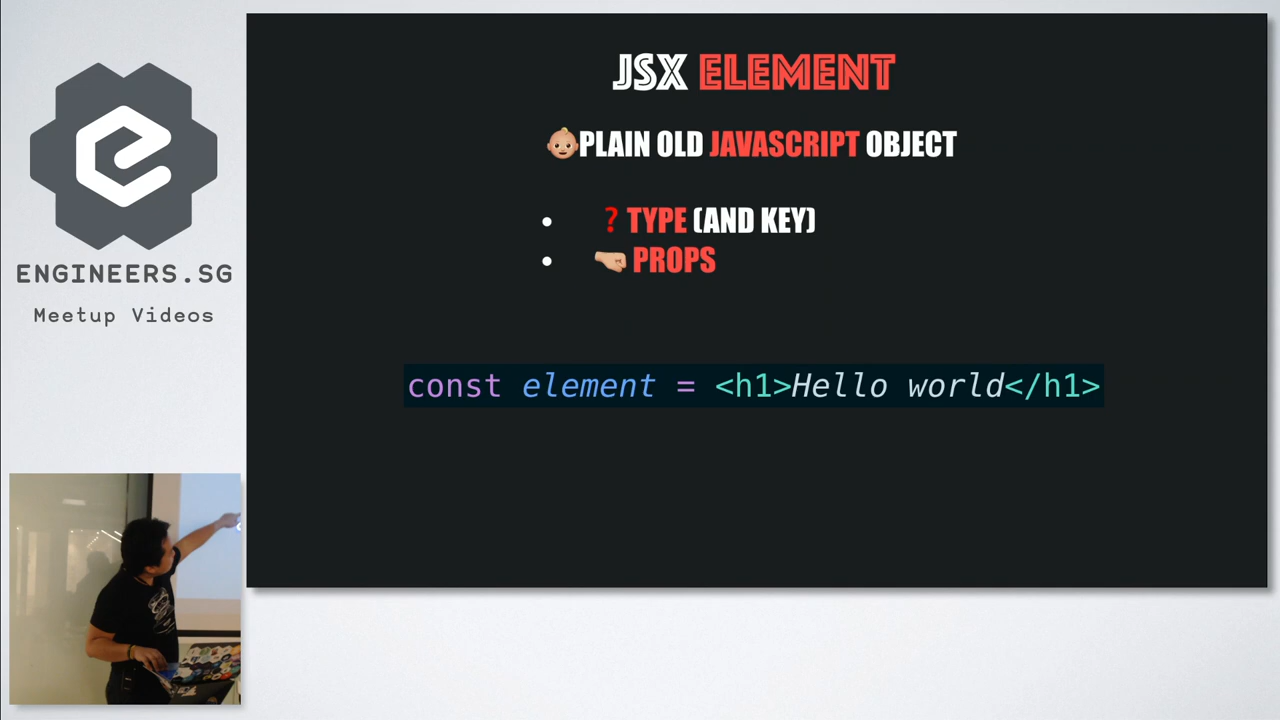 ENGINEERS.SG
Meetup Videos
JSX ELEMENT
👶🏼PLAIN OLD JAVASCRIPT OBJECT
• ❓ TYPE (AND KEY)
• 🤜🏼 PROPS
const element = <h1>Hello world</h1>